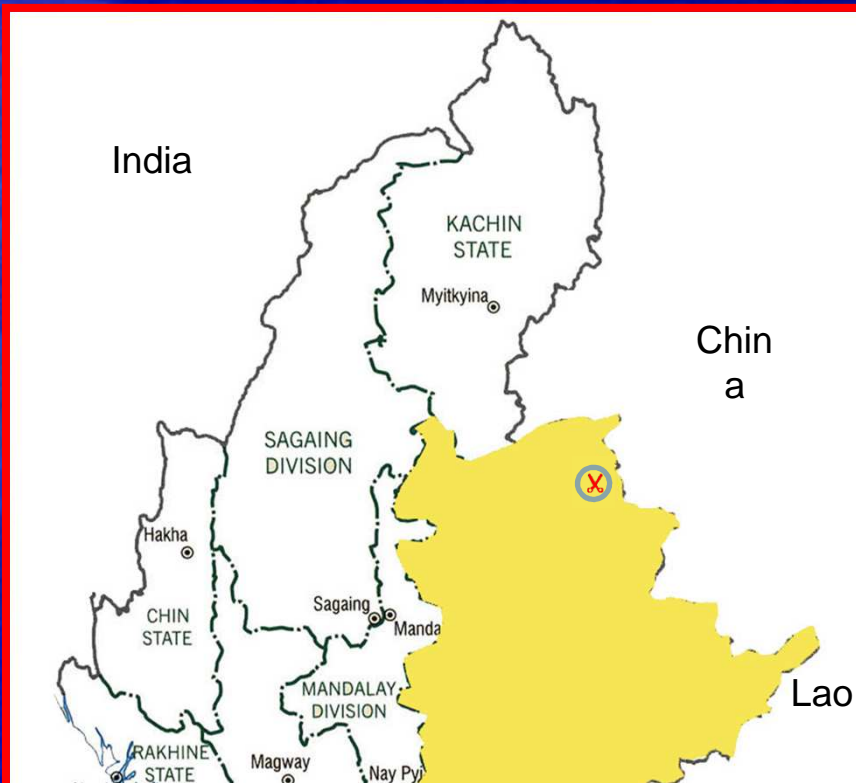 India
KACHIN
STATE
Myitkyina
Chin
a
SAGAING
DIVISION
Hakha
CHIN
STATE
Sagaing
Manda
MANDALAY
DIVISION
Lao
RAKHINE
STATE
Magway
Nay Pyi